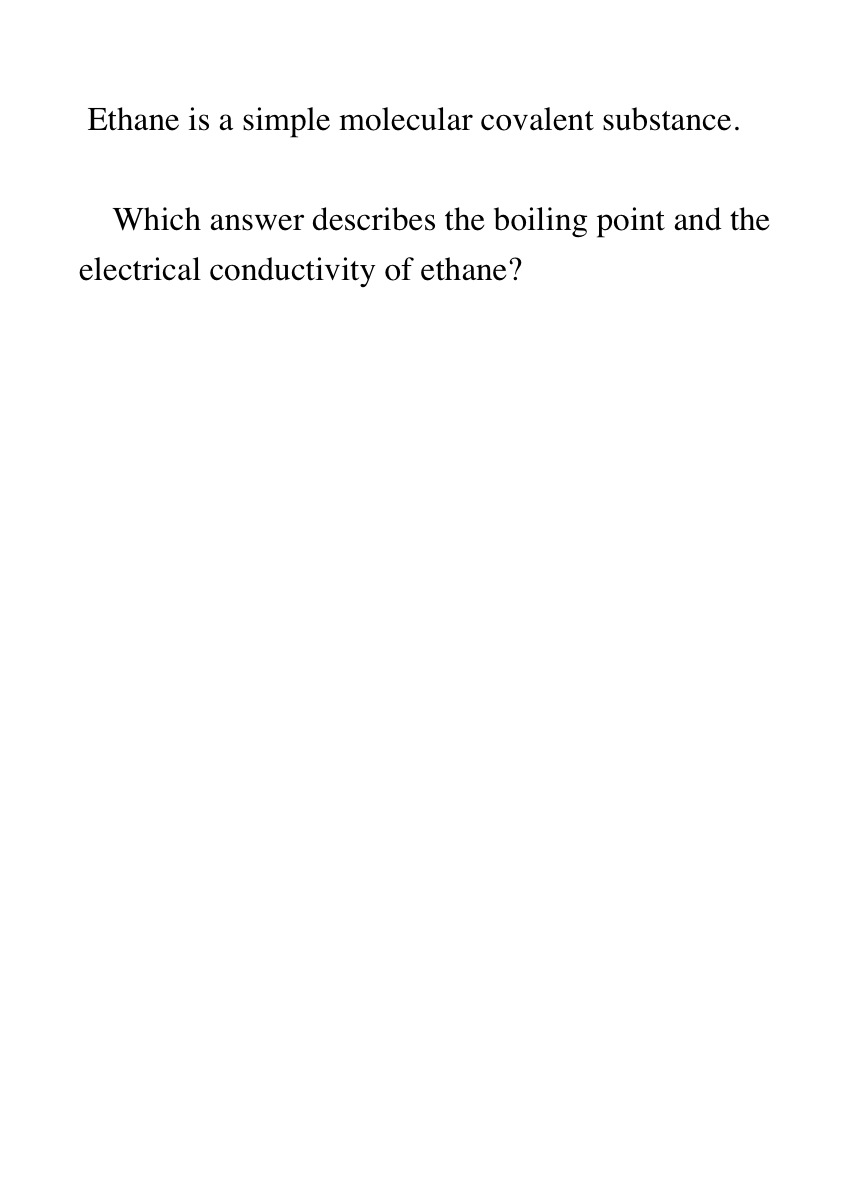 Ethane is a simple molecular covalent substance.
Which answer describes the boiling point and the
electrical conductivity of ethane?